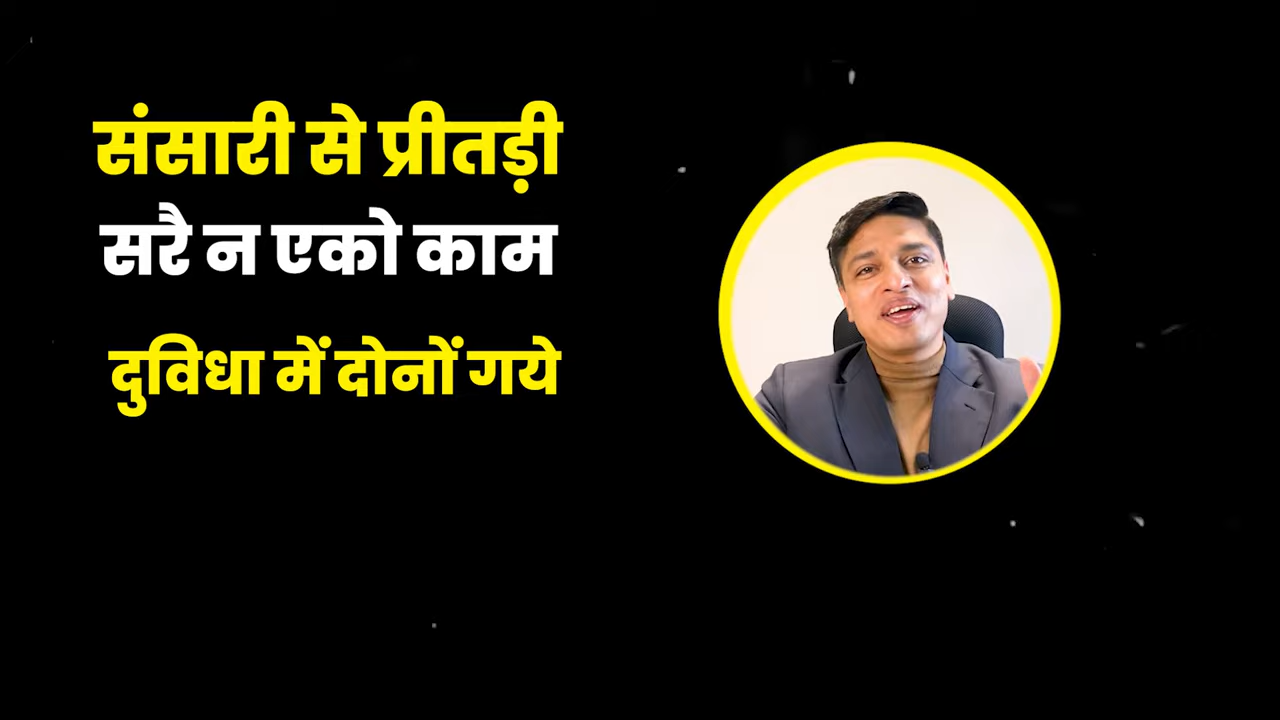 संसारी से प्रीतड़ी
सरै न एको काम
दुविधा में दोनों गये